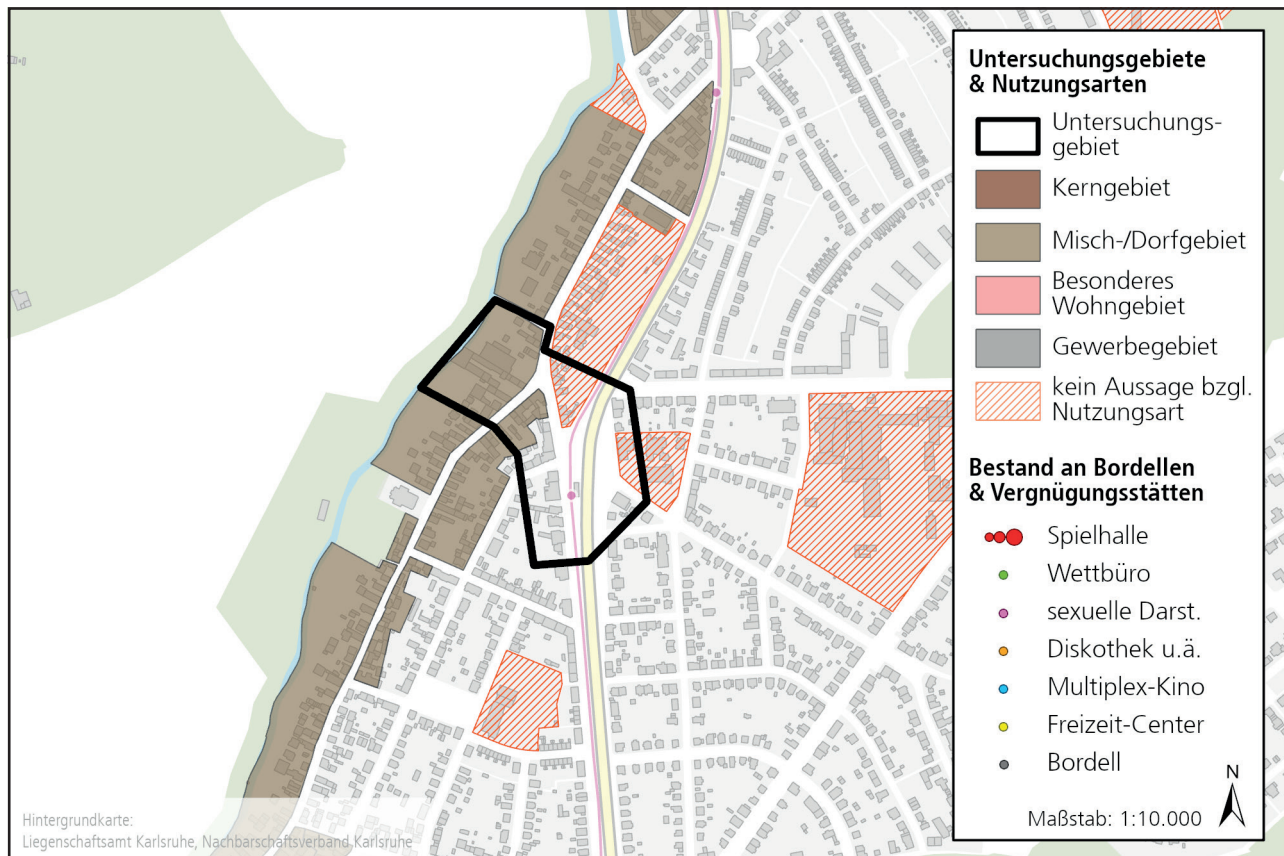 Untersuchungsgebiete
& Nutzungsarten
Untersuchungs-
gebiet
Kerngebiet
Misch-/Dorfgebiet
Besonderes
Wohngebiet
Gewerbegebiet
kein Aussage bzgl.
Nutzungsart
Bestand an Bordellen
& Vergnügungsstätten
Spielhalle
Wettbüro
sexuelle Darst.
Diskothek u.ä.
Multiplex-Kino
Freizeit-Center
Bordell
N
Maßstab: 1:10.000
Hintergrundkarte:
Liegenschaftsamt Karlsruhe, Nachbarschaftsverband Karlsruhe